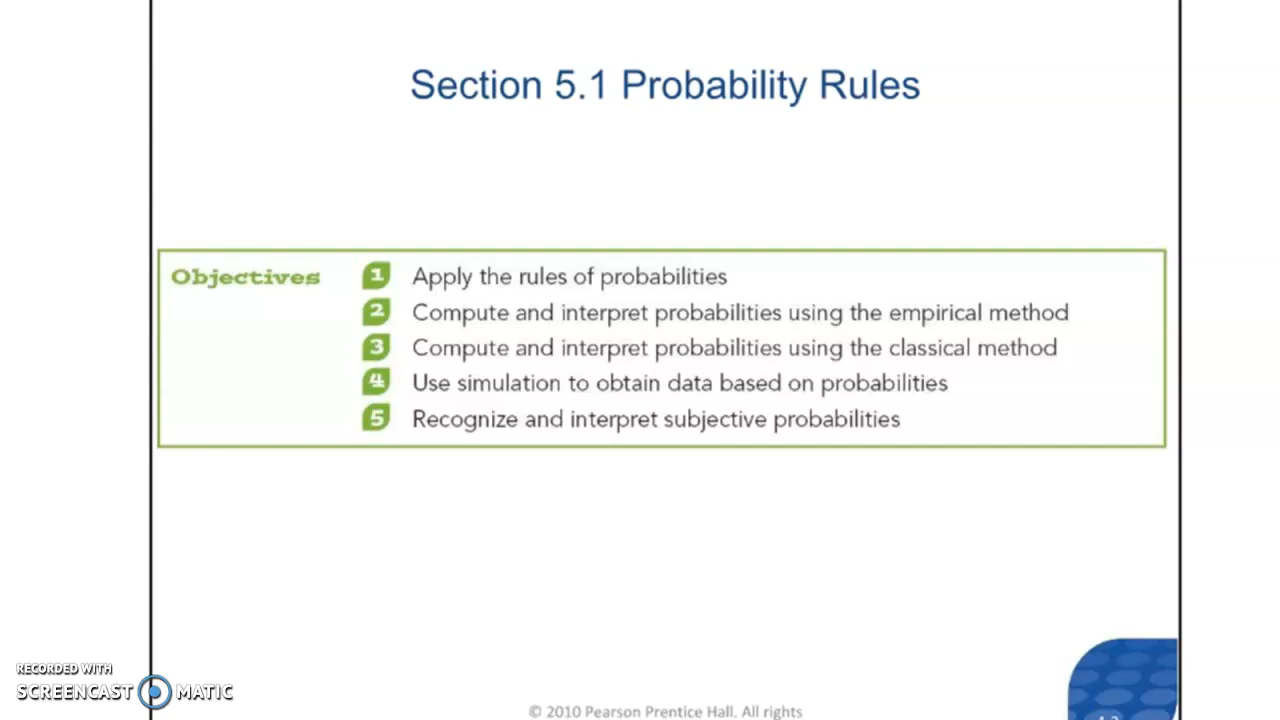 Section 5.1 Probability Rules
Objectives
1 Apply the rules of probabilities
2 Compute and interpret probabilities using the empirical method
3 Compute and interpret probabilities using the classical method
4 Use simulation to obtain data based on probabilities
5 Recognize and interpret subjective probabilities
RECORDED WITH
SCREENCAST MATIC
© 2010 Pearson Prentice Hall. All rights